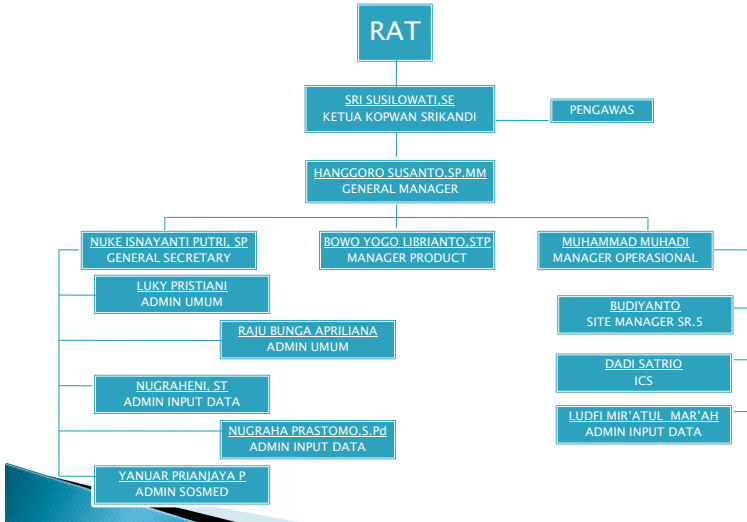 RAT
SRI SUSILOWATI,SE
KETUA KOPWAN SRIKANDI
PENGAWAS
HANGGORO SUSANTO,SP.MM
GENERAL MANAGER
NUKE ISNAYANTI PUTRI, SP
GENERAL SECRETARY
BOWO YOGO LIBRIANTO,STP
MANAGER PRODUCT
MUHAMMAD MUHADI
MANAGER OPERASIONAL
LUKY PRISTIANI
ADMIN UMUM
BUDIYANTO
SITE MANAGER SR.5
RAJU BUNGA APRILIANA
ADMIN UMUM
DADI SATRIO
ICS
NUGRAHENI, ST
ADMIN INPUT DATA
LUDFI MIR'ATUL MAR'AH
ADMIN INPUT DATA
NUGRAHA PRASTOMO,S.Pd
ADMIN INPUT DATA
YANUAR PRIANJAYA P
ADMIN SOSMED